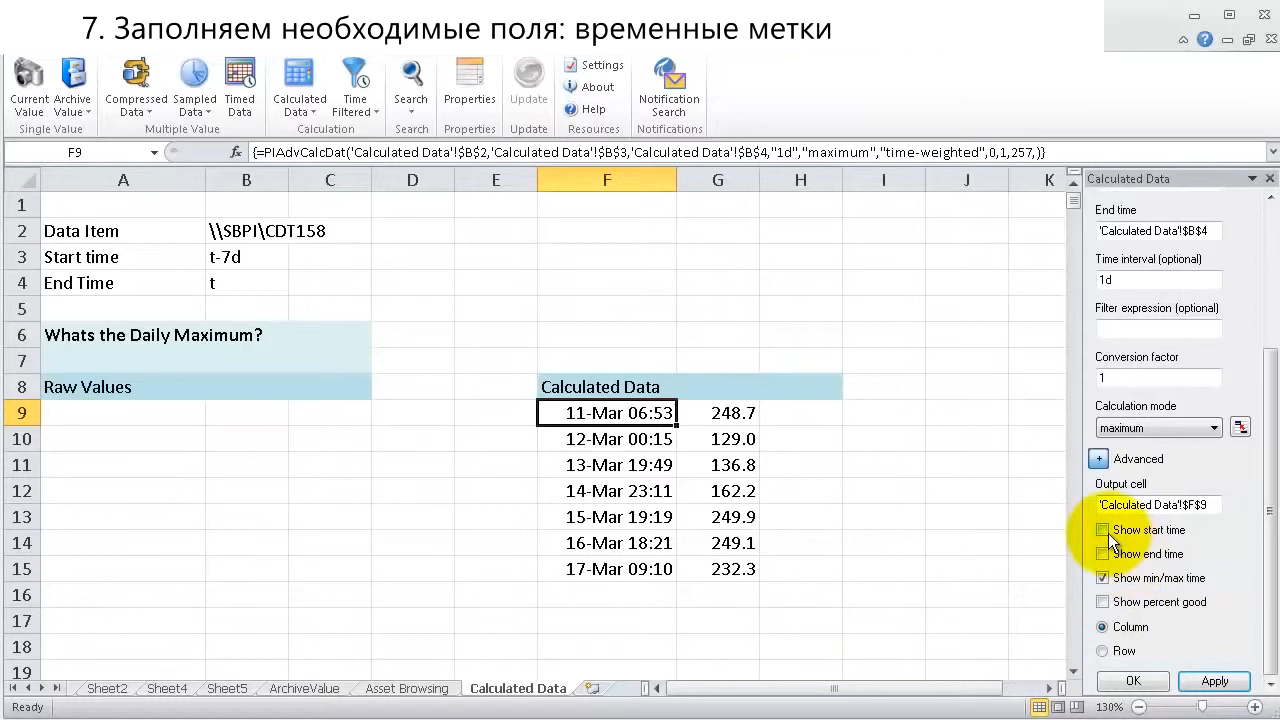 7. Заполняем необходимые поля: временные метки
Current Value
Archive Value
Compressed Data
Sampled Data
Timed Data
Calculated Data
Time Filtered
Search
Properties
Update
Settings
About
Help
Notification Search
Single Value
Multiple Value
Calculation
Search
Properties
Update
Resources
Notifications
F9
fx
{=PIAdvCalcDat('Calculated Data'!$B$2,'Calculated Data'!$B$3,'Calculated Data'!$B$4,"1d","maximum","time-weighted",0,1,257,)}
A B C D E F G H I J K
1
2 Data Item \\SBPI\CDT158
3 Start time t-7d
4 End Time t
5
6 Whats the Daily Maximum?
7
8 Raw Values Calculated Data
9 11-Mar 06:53 248.7
10 12-Mar 00:15 129.0
11 13-Mar 19:49 136.8
12 14-Mar 23:11 162.2
13 15-Mar 19:19 249.9
14 16-Mar 18:21 249.1
15 17-Mar 09:10 232.3
16
17
18
19
Calculated Data
End time
'Calculated Data'!$B$4
Time interval (optional)
1d
Filter expression (optional)
Conversion factor
1
Calculation mode
maximum
+ Advanced
Output cell
'Calculated Data'!$F$9
Show start time
Show end time
Show min/max time
Show percent good
Column
Row
OK Apply
Sheet2 Sheet4 Sheet5 ArchiveValue Asset Browsing Calculated Data
Ready 130%